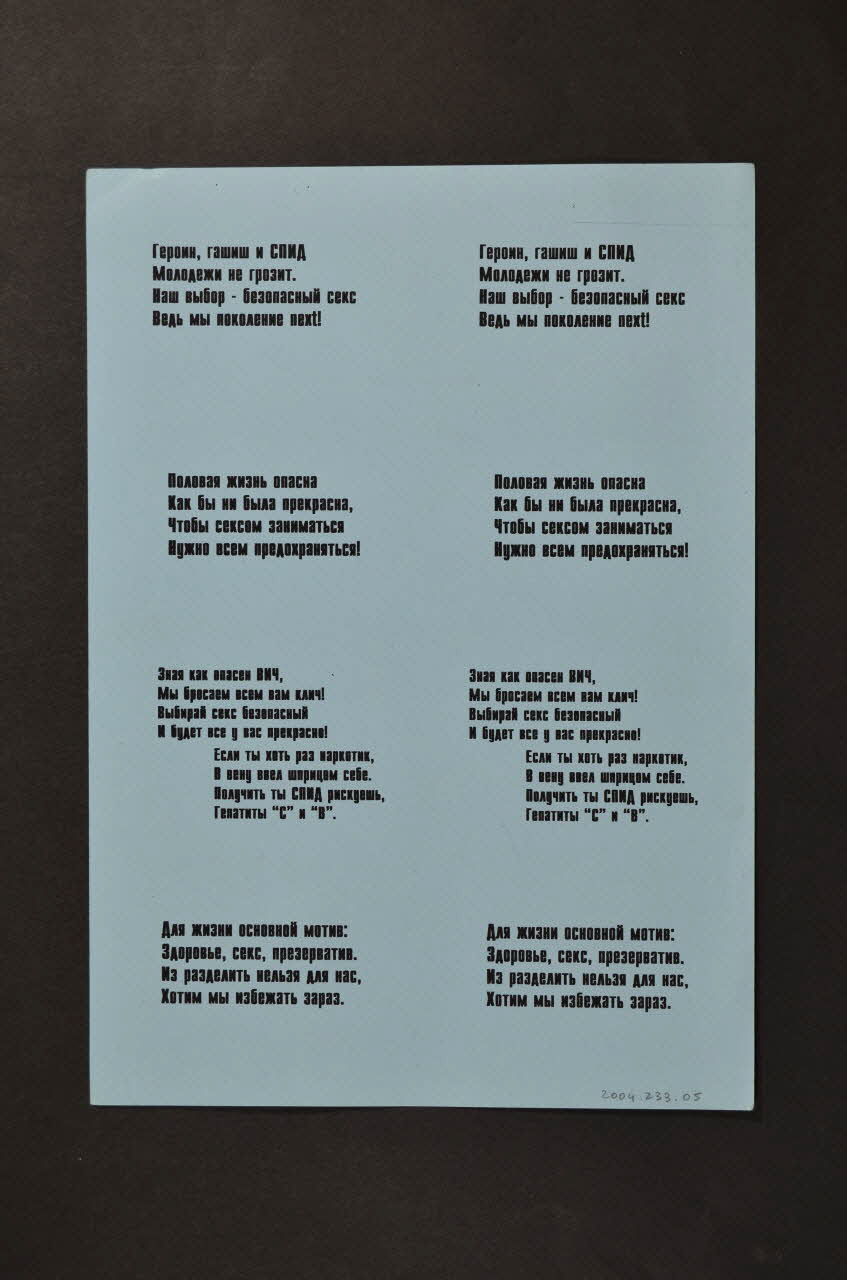 Героин, гашиш и СПИД
Молодежи не грозит.
Наш выбор - безопасный секс
Ведь мы поколение next!
Героин, гашиш и СПИД
Молодежи не грозит.
Наш выбор - безопасный секс
Ведь мы поколение next!
Половая жизнь опасна
Как бы ни была прекрасна,
Чтобы сексом заниматься
Нужно всем предохраняться!
Половая жизнь опасна
Как бы ни была прекрасна,
Чтобы сексом заниматься
Нужно всем предохраняться!
Зная как опасен ВИЧ,
Мы бросаем всем вам клич!
Выбирай секс безопасный
И будет все у вас прекрасно!
Если ты хоть раз наркотик,
В вену ввел шприцом себе.
Получить ты СПИД рискуешь,
Гепатиты “С” и “В”.
Зная как опасен ВИЧ,
Мы бросаем всем вам клич!
Выбирай секс безопасный
И будет все у вас прекрасно!
Если ты хоть раз наркотик,
В вену ввел шприцом себе.
Получить ты СПИД рискуешь,
Гепатиты “С” и “В”.
Для жизни основной мотив:
Здоровье, секс, презерватив.
Из разделить нельзя для нас,
Хотим мы избежать зараз.
Для жизни основной мотив:
Здоровье, секс, презерватив.
Из разделить нельзя для нас,
Хотим мы избежать зараз.
2004.233.05